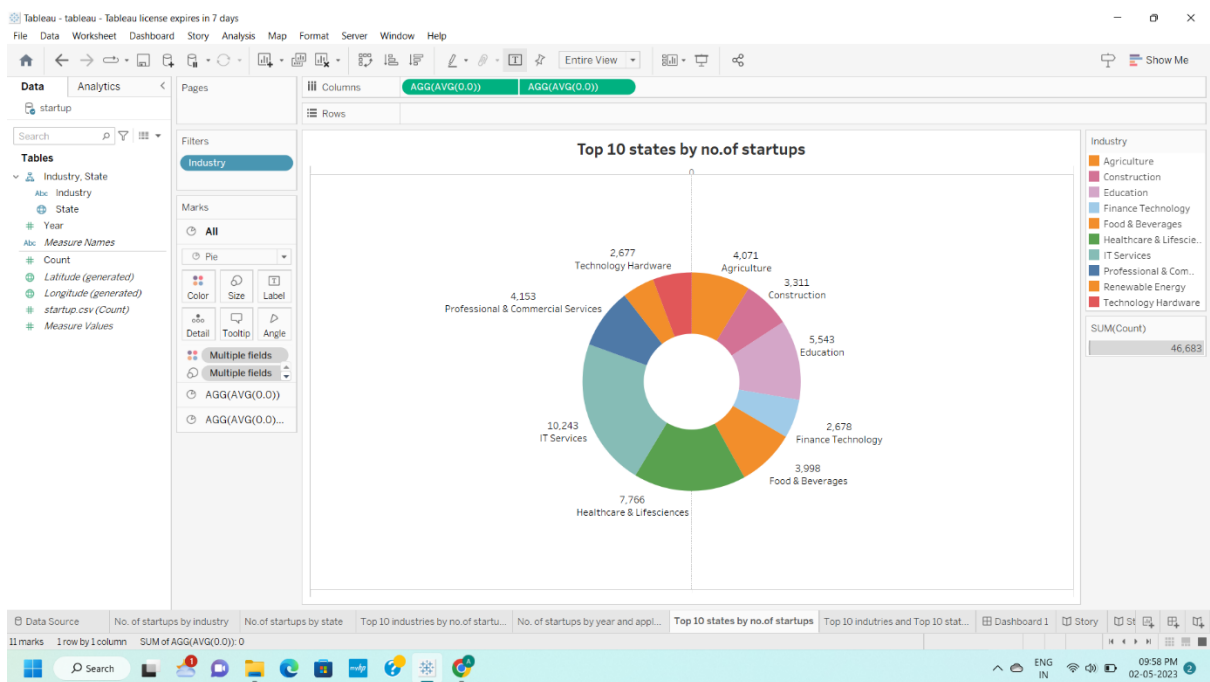 Tableau - tableau - Tableau license expires in 7 days
File Data Worksheet Dashboard Story Analysis Map Format Server Window Help
Entire View
Show Me
Data Analytics
startup
Search
Tables
Industry, State
Abc Industry
State
# Year
Abc Measure Names
# Count
Latitude (generated)
Longitude (generated)
# startup.csv (Count)
# Measure Values
Pages
Filters
Industry
Marks
All
Pie
Color Size Label
Detail Tooltip Angle
Multiple fields
Multiple fields
AGG(AVG(0.0))
AGG(AVG(0.0)...
Columns AGG(AVG(0.0)) AGG(AVG(0.0))
Rows
Top 10 states by no.of startups
0
2,677
Technology Hardware
4,071
Agriculture
3,311
Construction
4,153
Professional & Commercial Services
5,543
Education
10,243
IT Services
2,678
Finance Technology
3,998
Food & Beverages
7,766
Healthcare & Lifesciences
Industry
Agriculture
Construction
Education
Finance Technology
Food & Beverages
Healthcare & Lifescie..
IT Services
Professional & Com..
Renewable Energy
Technology Hardware
SUM(Count)
46,683
Data Source No. of startups by industry No.of startups by state Top 10 industries by no.of startu... No. of startups by year and appl... Top 10 states by no.of startups Top 10 indutries and Top 10 stat... Dashboard 1 Story St
11 marks 1 row by 1 column SUM of AGG(AVG(0.0)): 0
Search
myhp
ENG
IN
09:58 PM
02-05-2023
2